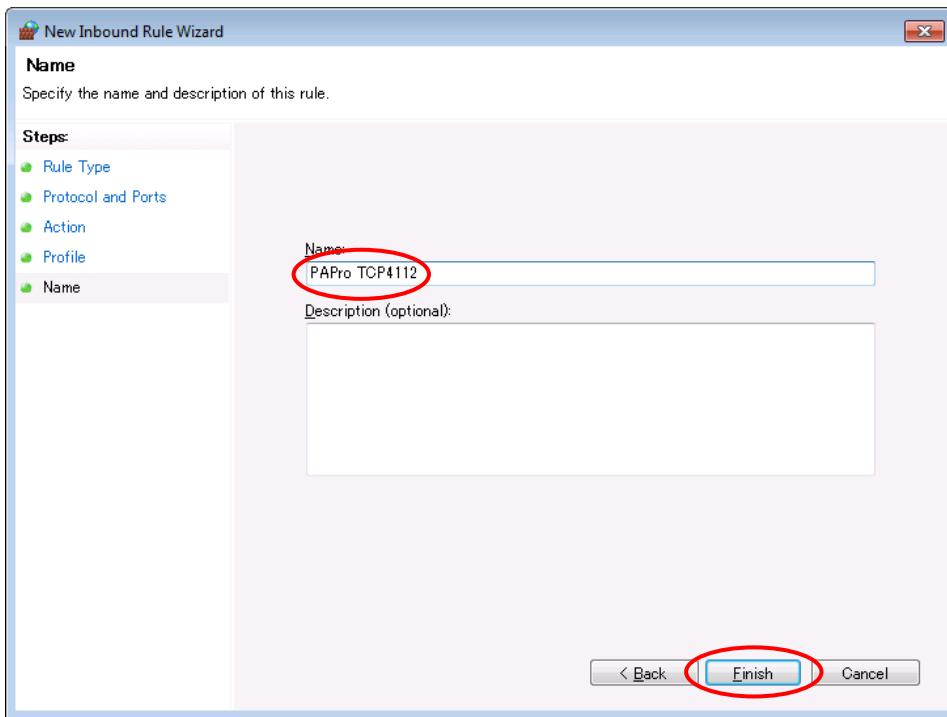 New Inbound Rule Wizard
Name
Specify the name and description of this rule.
Steps:
Rule Type
Protocol and Ports
Action
Profile
Name
Name:
PAPro TCP4112
Description (optional):
< Back
Finish
Cancel